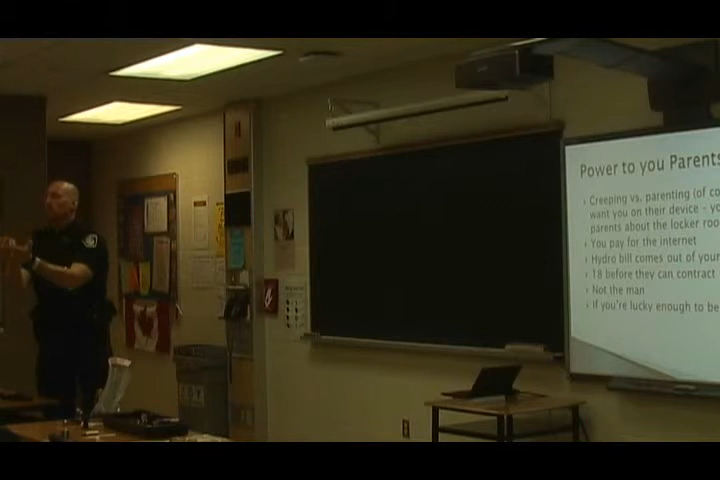 Power to you Parents
Creeping vs. parenting (of co
want you on their device - yo
parents about the locker roo
You pay for the internet
Hydro bill comes out of your
18 before they can contract
Not the man
If you're lucky enough to be